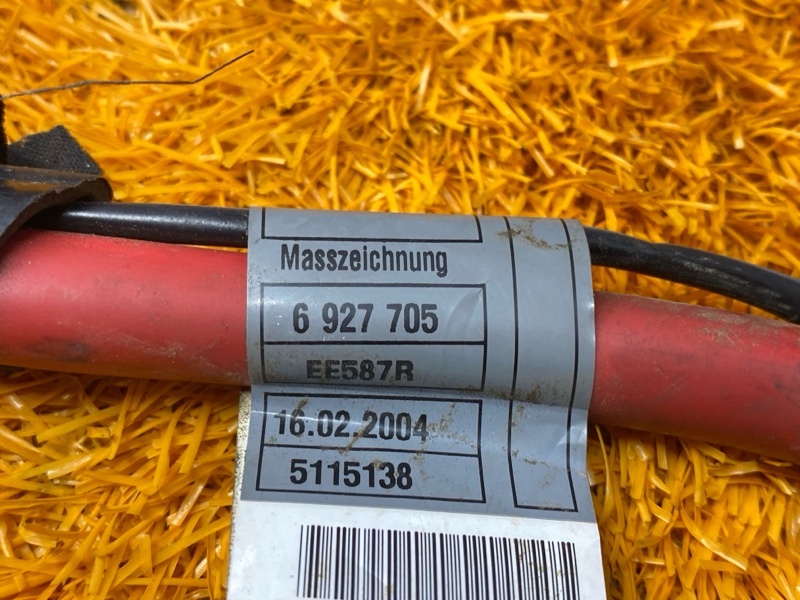 Masszeichnung
6 927 705
EE587R
16.02.2004
5115138